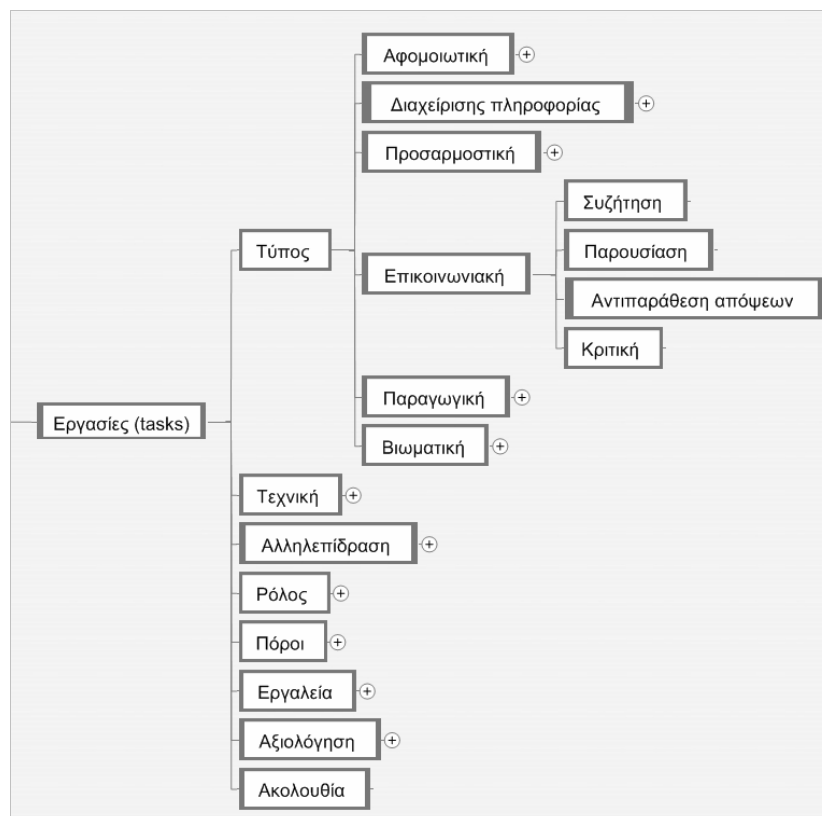 Αφομοιωτική
Διαχείρισης πληροφορίας
Προσαρμοστική
Συζήτηση
Τύπος
Παρουσίαση
Επικοινωνιακή
Αντιπαράθεση απόψεων
Κριτική
Παραγωγική
Εργασίες (tasks)
Βιωματική
Τεχνική
Αλληλεπίδραση
Ρόλος
Πόροι
Εργαλεία
Αξιολόγηση
Ακολουθία